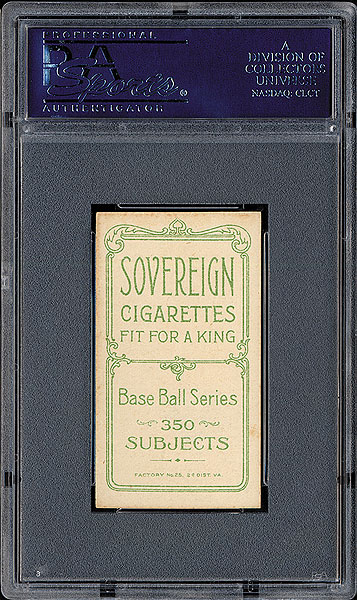 PROFESSIONAL
PSA
Sports®
AUTHENTICATOR
A
DIVISION OF
COLLECTORS
UNIVERSE
NASDAQ: CLCT
SOVEREIGN
CIGARETTES
FIT FOR A KING
Base Ball Series
350
SUBJECTS
FACTORY No. 25, 2d DIST. VA.